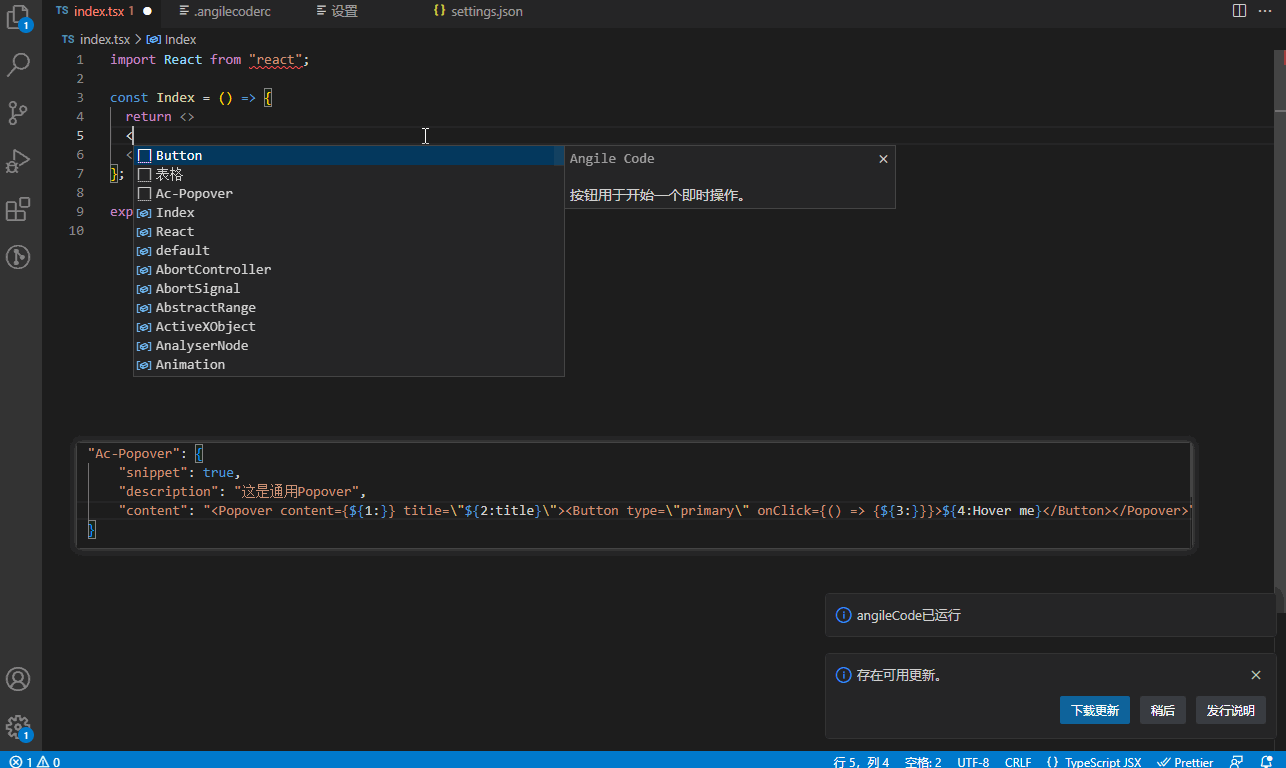 TS index.tsx 1 .angilecoderc 设置 {} settings.json
1
TS index.tsx > Index
1 import React from "react";
2
3 const Index = () => {
4 return <>
5 <
6 <
7 };
8
9 exp
10
Button
表格
Ac-Popover
Index
React
default
AbortController
AbortSignal
AbstractRange
ActiveXObject
AnalyserNode
Animation
Angile Code
按钮用于开始一个即时操作。
"Ac-Popover": {
"snippet": true,
"description": "这是通用Popover",
"content": "<Popover content={${1:}} title=\"${2:title}\"><Button type=\"primary\" onClick={() => {${3:}}}>${4:Hover me}</Button></Popover>"
}
angileCode已运行
存在可用更新。
下载更新 稍后 发行说明
1
1 0 行 5，列 4 空格: 2 UTF-8 CRLF {} TypeScript JSX Prettier